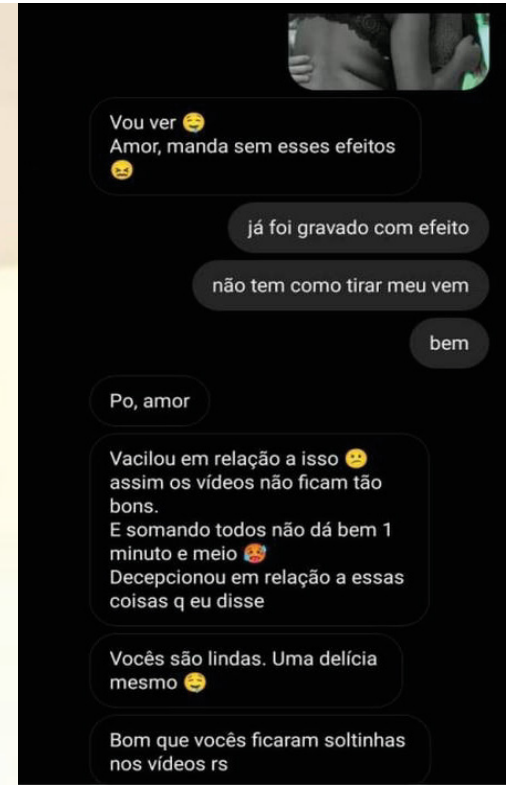 Vou ver 🤤
Amor, manda sem esses efeitos
😖
já foi gravado com efeito
não tem como tirar meu vem
bem
Po, amor
Vacilou em relação a isso 😕
assim os vídeos não ficam tão
bons.
E somando todos não dá bem 1
minuto e meio 🥵
Decepcionou em relação a essas
coisas q eu disse
Vocês são lindas. Uma delícia
mesmo 🤤
Bom que vocês ficaram soltinhas
nos vídeos rs